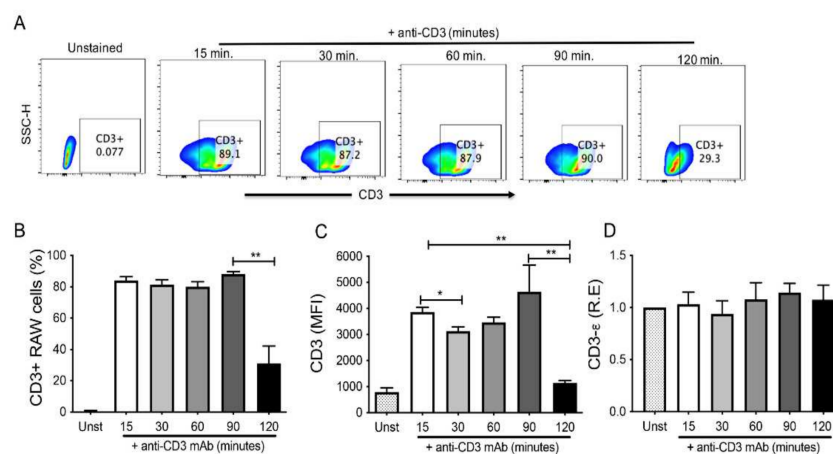 A
+ anti-CD3 (minutes)
Unstained
15 min.
30 min.
60 min.
90 min.
120 min.
SSC-H
CD3+
0.077
CD3+
89.1
CD3+
87.2
CD3+
87.9
CD3+
90.0
CD3+
29.3
CD3
B
CD3+ RAW cells (%)
100
80
60
40
20
0
**
Unst
15
30
60
90
120
+ anti-CD3 mAb (minutes)
C
CD3 (MFI)
6000
5000
4000
3000
2000
1000
0
**
**
*
Unst
15
30
60
90
120
+ anti-CD3 mAb (minutes)
D
CD3-ε (R.E)
1.5
1.0
0.5
0.0
Unst
15
30
60
90
120
+ anti-CD3 mAb (minutes)